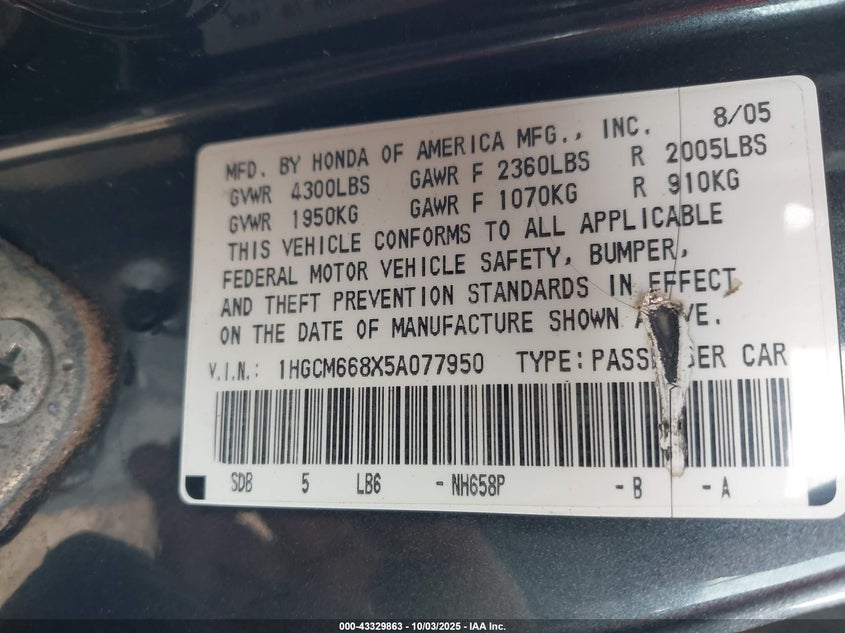 8/05
MFD. BY HONDA OF AMERICA MFG., INC.
GVWR 4300LBS GAWR F 2360LBS R 2005LBS
GVWR 1950KG GAWR F 1070KG R 910KG
THIS VEHICLE CONFORMS TO ALL APPLICABLE
FEDERAL MOTOR VEHICLE SAFETY, BUMPER,
AND THEFT PREVENTION STANDARDS IN EFFECT
ON THE DATE OF MANUFACTURE SHOWN
V.I.N.: 1HGCM668X5A077950 TYPE: CAR
SDB 5 LB6 -NH658P -B -A
000-43329863 - 10/03/2025 - IAA Inc.